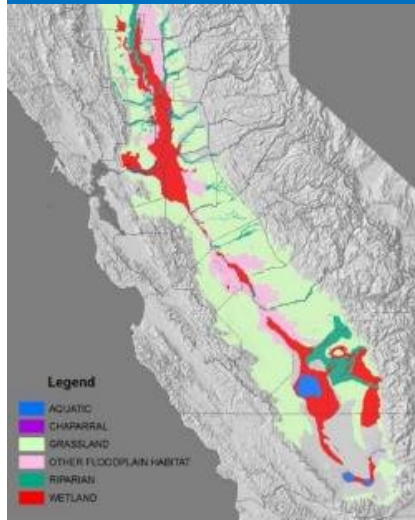 Legend
AQUATIC
CHAPARRAL
GRASSLAND
OTHER FLOODPLAIN HABITAT
RIPARIAN
WETLAND